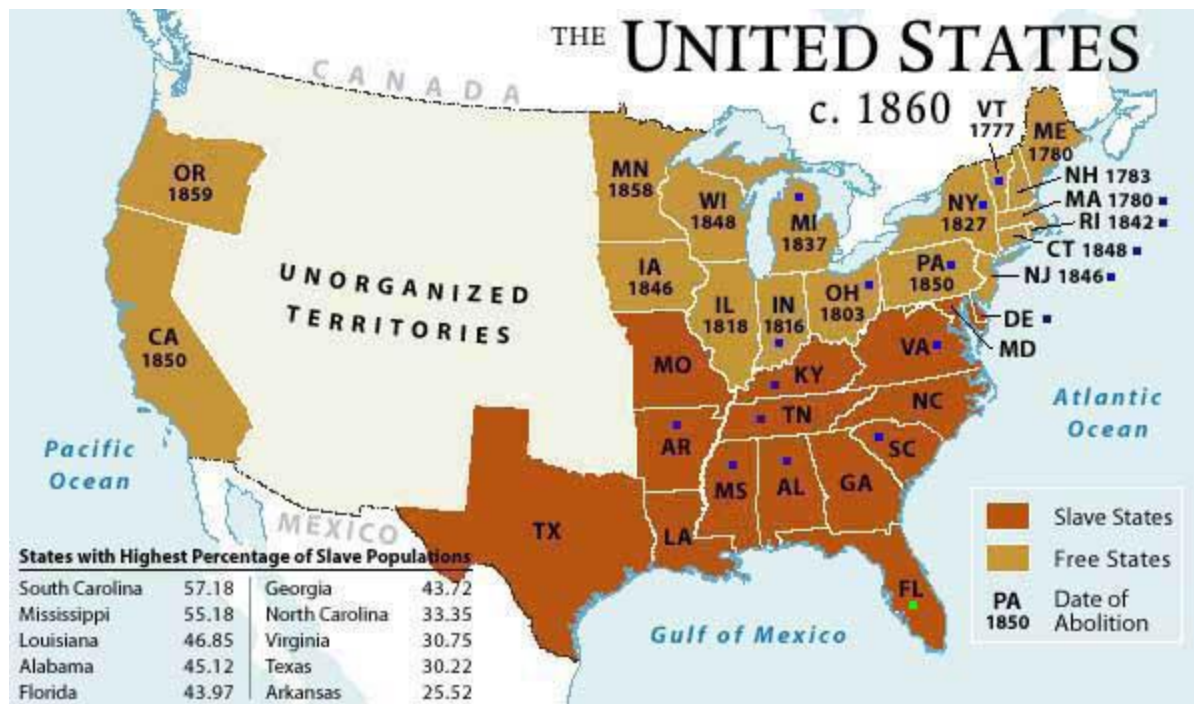 THE UNITED STATES
c. 1860
CANADA
VT
1777
ME
1780
NH 1783
MA 1780
RI 1842
CT 1848
NJ 1846
DE
MD
OR
1859
MN
1858
WI
1848
MI
1837
NY
1827
IA
1846
PA
1850
IL
1818
IN
1816
OH
1803
UNORGANIZED
TERRITORIES
CA
1850
MO
KY
VA
TN
NC
AR
SC
MS
AL
GA
TX
LA
FL
Pacific
Ocean
Atlantic
Ocean
MEXICO
Gulf of Mexico
Slave States
Free States
PA
1850
Date of
Abolition
States with Highest Percentage of Slave Populations
South Carolina 57.18 Georgia 43.72
Mississippi 55.18 North Carolina 33.35
Louisiana 46.85 Virginia 30.75
Alabama 45.12 Texas 30.22
Florida 43.97 Arkansas 25.52